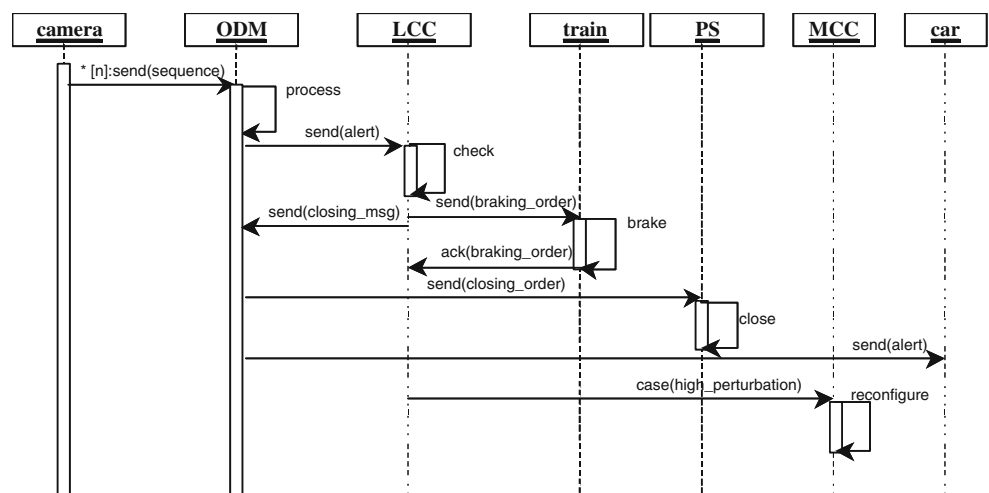 camera
ODM
LCC
train
PS
MCC
car
* [n]:send(sequence)
process
send(alert)
check
send(braking_order)
send(closing_msg)
brake
ack(braking_order)
send(closing_order)
close
send(alert)
case(high_perturbation)
reconfigure